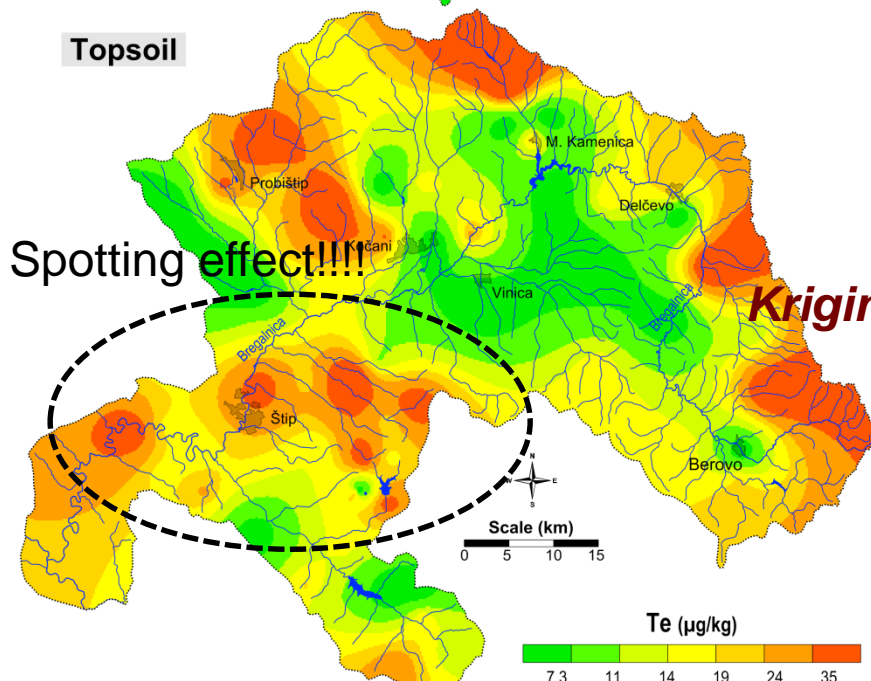 Topsoil
M. Kamenica
Probištip
Delčevo
Kočani
Spotting effect!!!!
Vinica
Krigin
Bregalnica
Bregalnica
Štip
Berovo
N
W E
S
Scale (km)
0 5 10 15
Te (µg/kg)
7.3 11 14 19 24 35